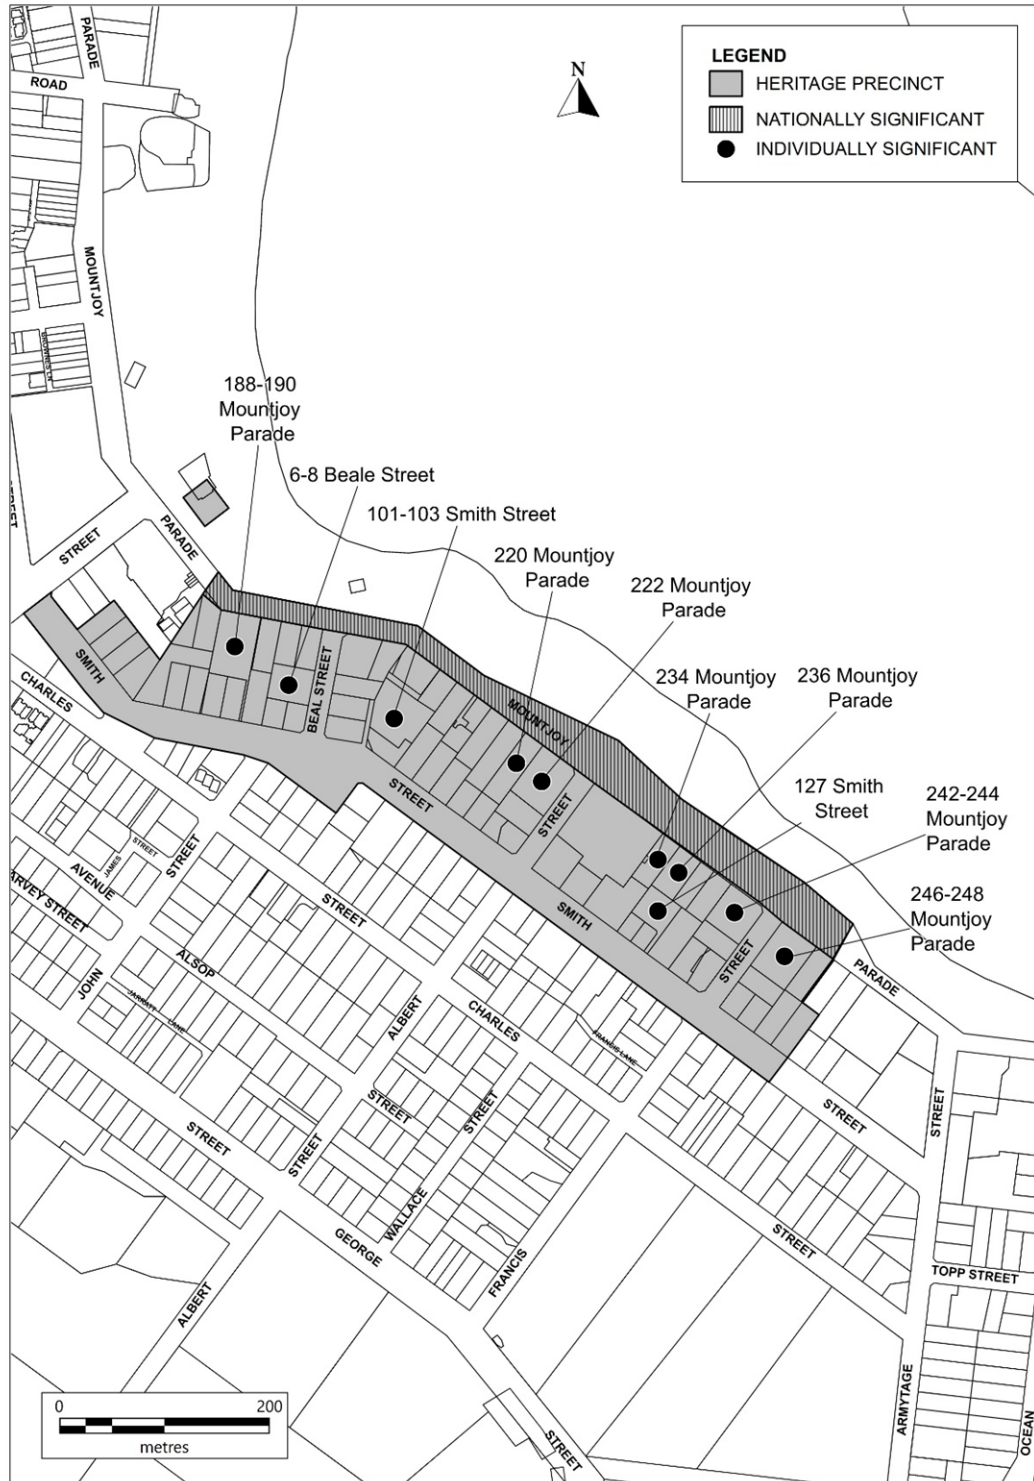 PARADE
ROAD
LEGEND
HERITAGE PRECINCT
NATIONALLY SIGNIFICANT
INDIVIDUALLY SIGNIFICANT
N
MOUNTJOY
BROWNES LN
188-190
Mountjoy
Parade
6-8 Beale Street
101-103 Smith Street
220 Mountjoy
Parade
222 Mountjoy
Parade
234 Mountjoy
Parade
236 Mountjoy
Parade
127 Smith
Street
242-244
Mountjoy
Parade
246-248
Mountjoy
Parade
STREET
PARADE
SMITH
CHARLES
BEAL STREET
MOUNTJOY
STREET
STREET
SMITH
STREET
PARADE
STREET
JAMES
STREET
AVENUE
ARVEY STREET
STREET
ALSOP
JOHN
JARRATT LANE
ALBERT
CHARLES
FRANCIS LANE
STREET
STREET
STREET
STREET
STREET
STREET
WALLACE
GEORGE
FRANCIS
STREET
TOPP STREET
ALBERT
ARMYTAGE
OCEAN
STREET
0 200
metres